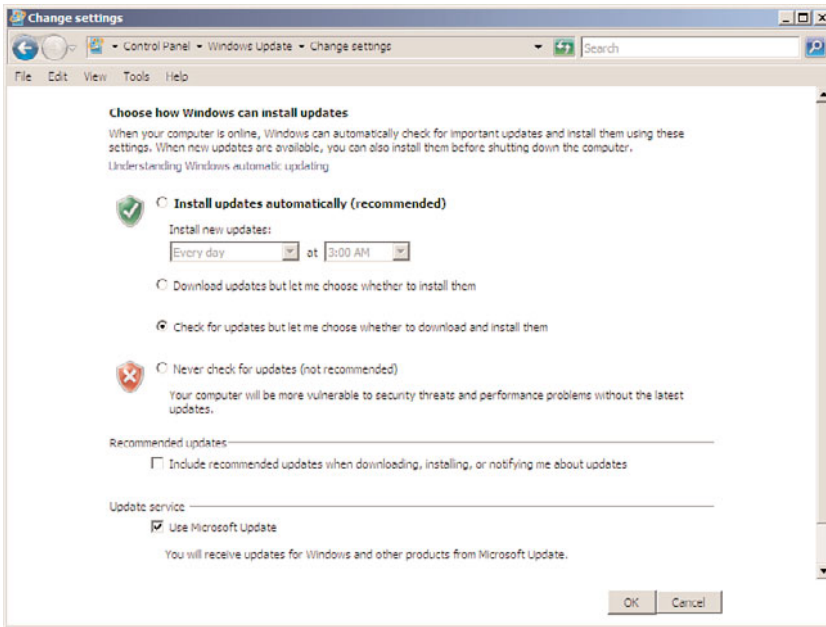 Change settings
Control Panel Windows Update Change settings Search
File Edit View Tools Help
Choose how Windows can install updates
When your computer is online, Windows can automatically check for important updates and install them using these
settings. When new updates are available, you can also install them before shutting down the computer.
Understanding Windows automatic updating
Install updates automatically (recommended)
Install new updates:
Every day at 3:00 AM
Download updates but let me choose whether to install them
Check for updates but let me choose whether to download and install them
Never check for updates (not recommended)
Your computer will be more vulnerable to security threats and performance problems without the latest
updates.
Recommended updates
Include recommended updates when downloading, installing, or notifying me about updates
Update service
Use Microsoft Update
You will receive updates for Windows and other products from Microsoft Update.
OK Cancel